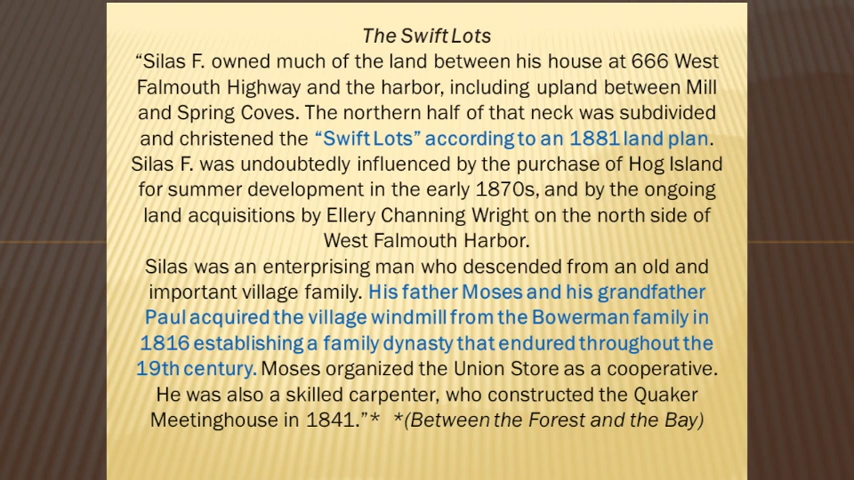 The Swift Lots
“Silas F. owned much of the land between his house at 666 West
Falmouth Highway and the harbor, including upland between Mill
and Spring Coves. The northern half of that neck was subdivided
and christened the “Swift Lots” according to an 1881 land plan.
Silas F. was undoubtedly influenced by the purchase of Hog Island
for summer development in the early 1870s, and by the ongoing
land acquisitions by Ellery Channing Wright on the north side of
West Falmouth Harbor.
Silas was an enterprising man who descended from an old and
important village family. His father Moses and his grandfather
Paul acquired the village windmill from the Bowerman family in
1816 establishing a family dynasty that endured throughout the
19th century. Moses organized the Union Store as a cooperative.
He was also a skilled carpenter, who constructed the Quaker
Meetinghouse in 1841.”* *(Between the Forest and the Bay)